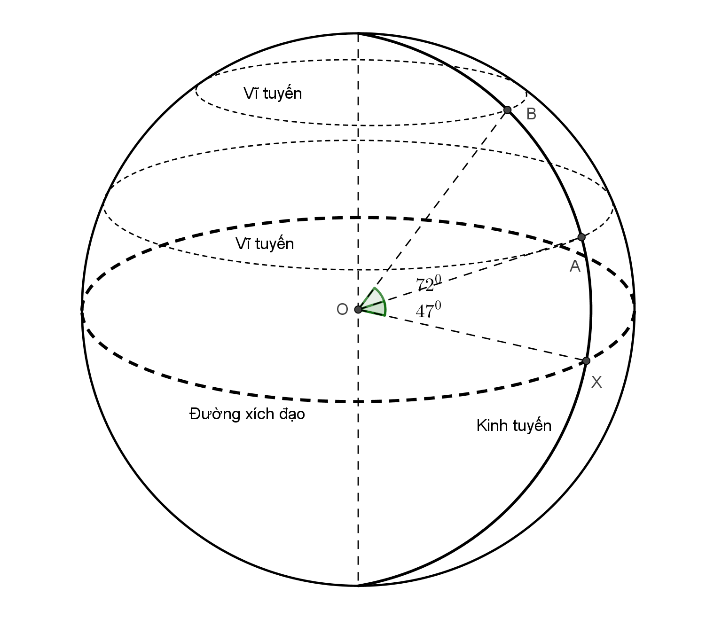 Vĩ tuyến
B
Vĩ tuyến
A
72⁰
O
47⁰
X
Đường xích đạo
Kinh tuyến